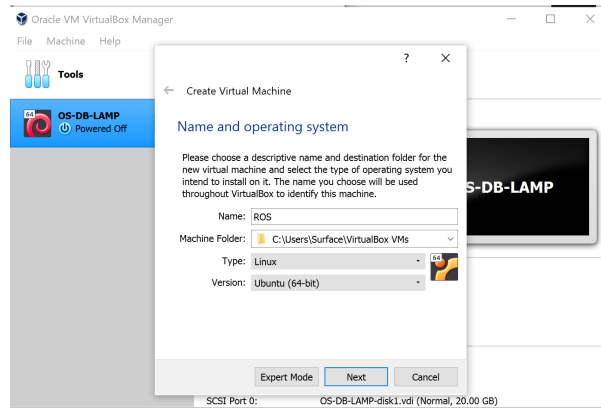 Oracle VM VirtualBox Manager
File Machine Help
Tools
64
OS-DB-LAMP
Powered Off
?
Create Virtual Machine
Name and operating system
Please choose a descriptive name and destination folder for the
new virtual machine and select the type of operating system you
intend to install on it. The name you choose will be used
throughout VirtualBox to identify this machine.
Name: ROS
Machine Folder: C:\Users\Surface\VirtualBox VMs
Type: Linux
64
Version: Ubuntu (64-bit)
Expert Mode Next Cancel
S-DB-LAMP
SCSI Port 0: OS-DB-LAMP-disk1.vdi (Normal, 20.00 GB)